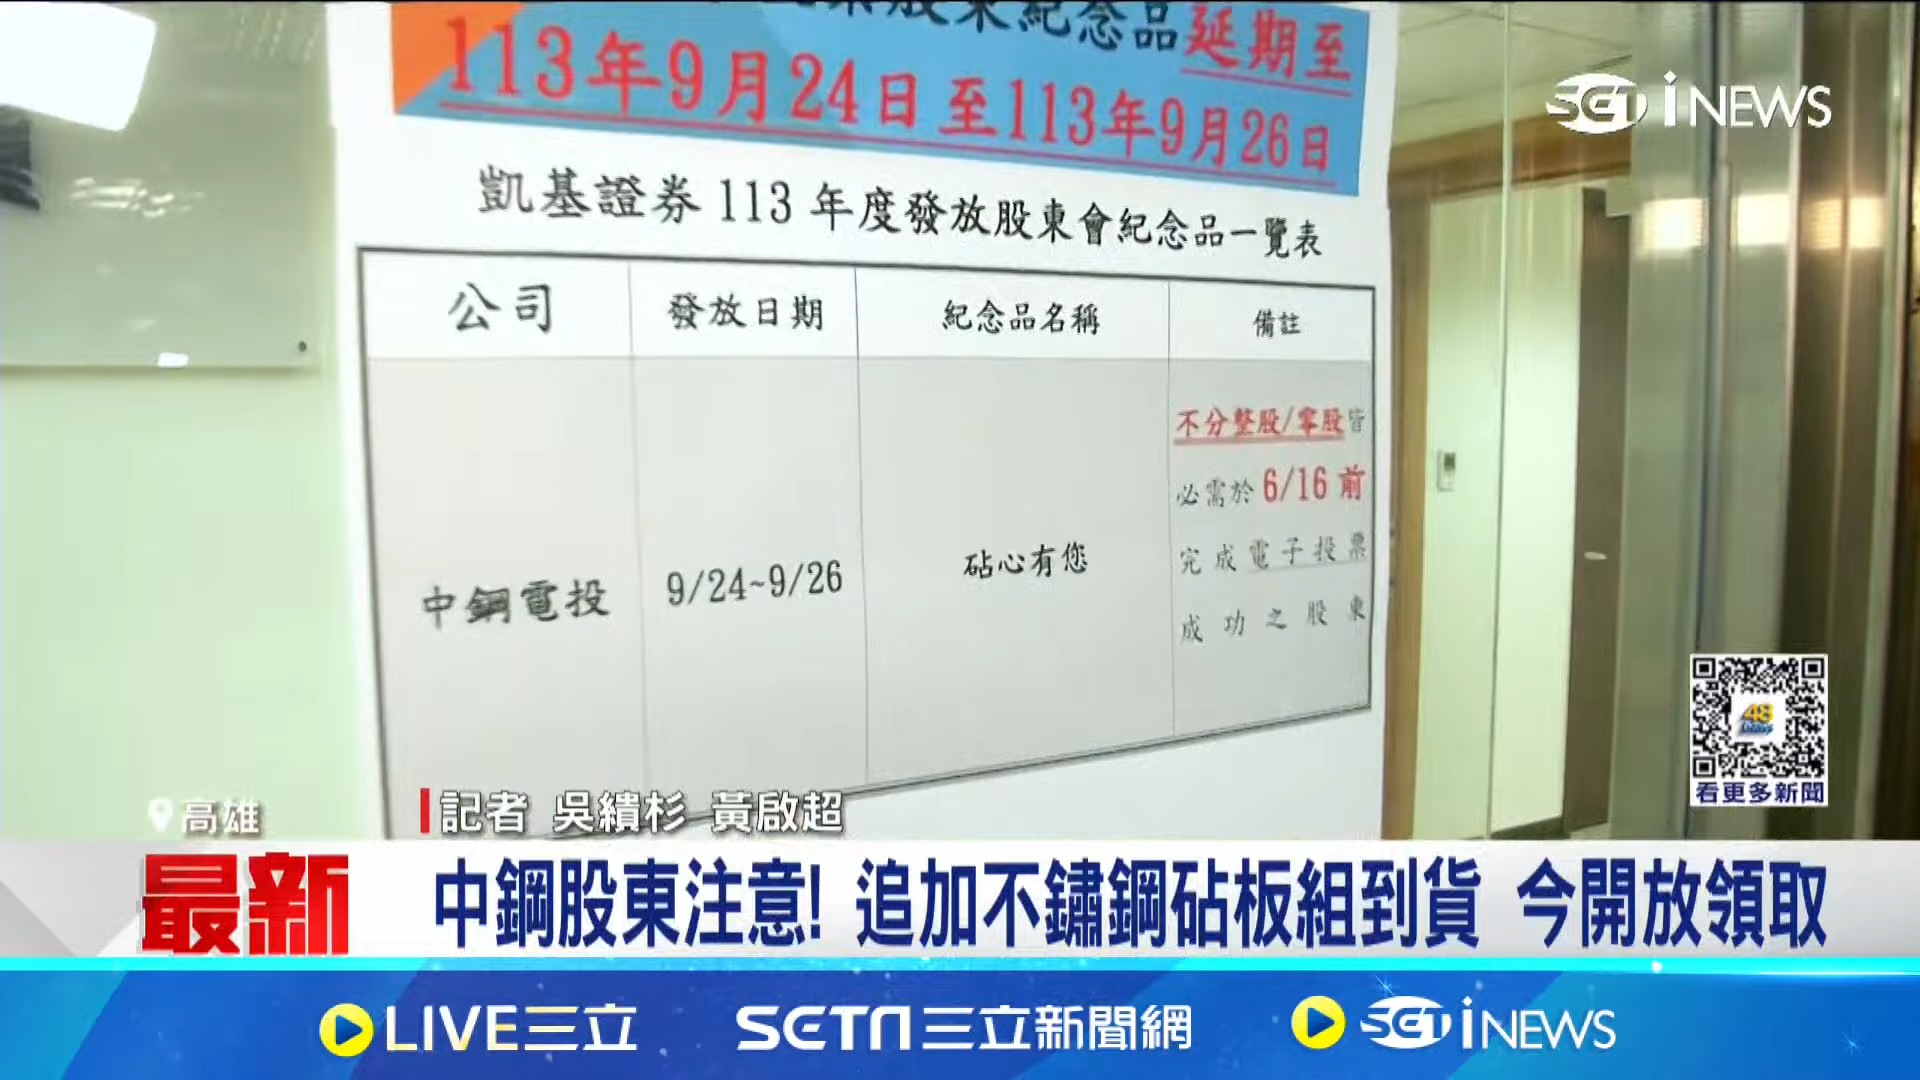 股東紀念品延期至
113年9月24日至113年9月26日
SET iNEWS
凱基證券113年度發放股東會紀念品一覽表
公司 發放日期 紀念品名稱 備註
中鋼電投 9/24~9/26 砧心有您
不分整股/零股皆
必需於6/16前
完成電子投票
成功之股東
48
看更多新聞
高雄
記者 吳績杉 黃啟超
最新 中鋼股東注意! 追加不鏽鋼砧板組到貨 今開放領取
LIVE三立 SETN三立新聞網 SET iNEWS